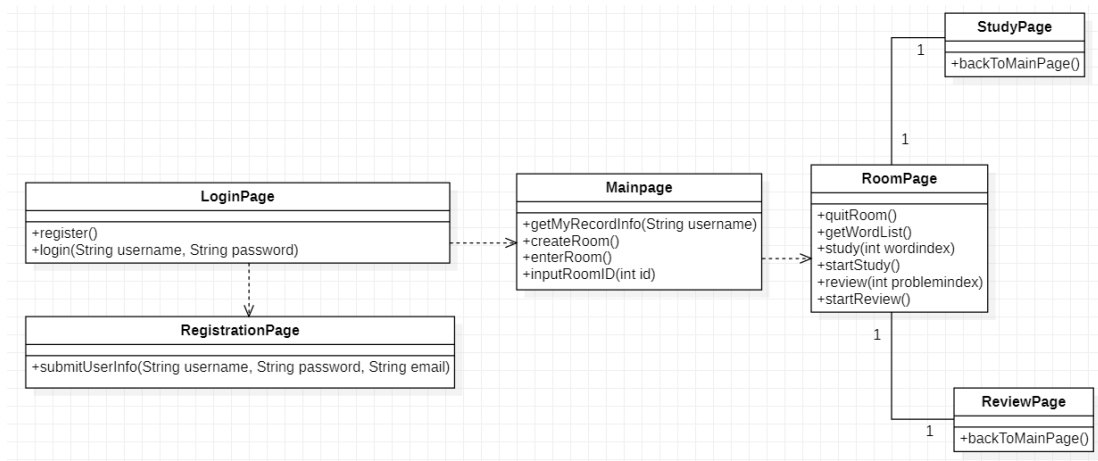 StudyPage
+backToMainPage()
1
1
LoginPage
+register()
+login(String username, String password)
Mainpage
+getMyRecordInfo(String username)
+createRoom()
+enterRoom()
+inputRoomID(int id)
RoomPage
+quitRoom()
+getWordList()
+study(int wordindex)
+startStudy()
+review(int problemindex)
+startReview()
RegistrationPage
+submitUserInfo(String username, String password, String email)
1
1
ReviewPage
+backToMainPage()